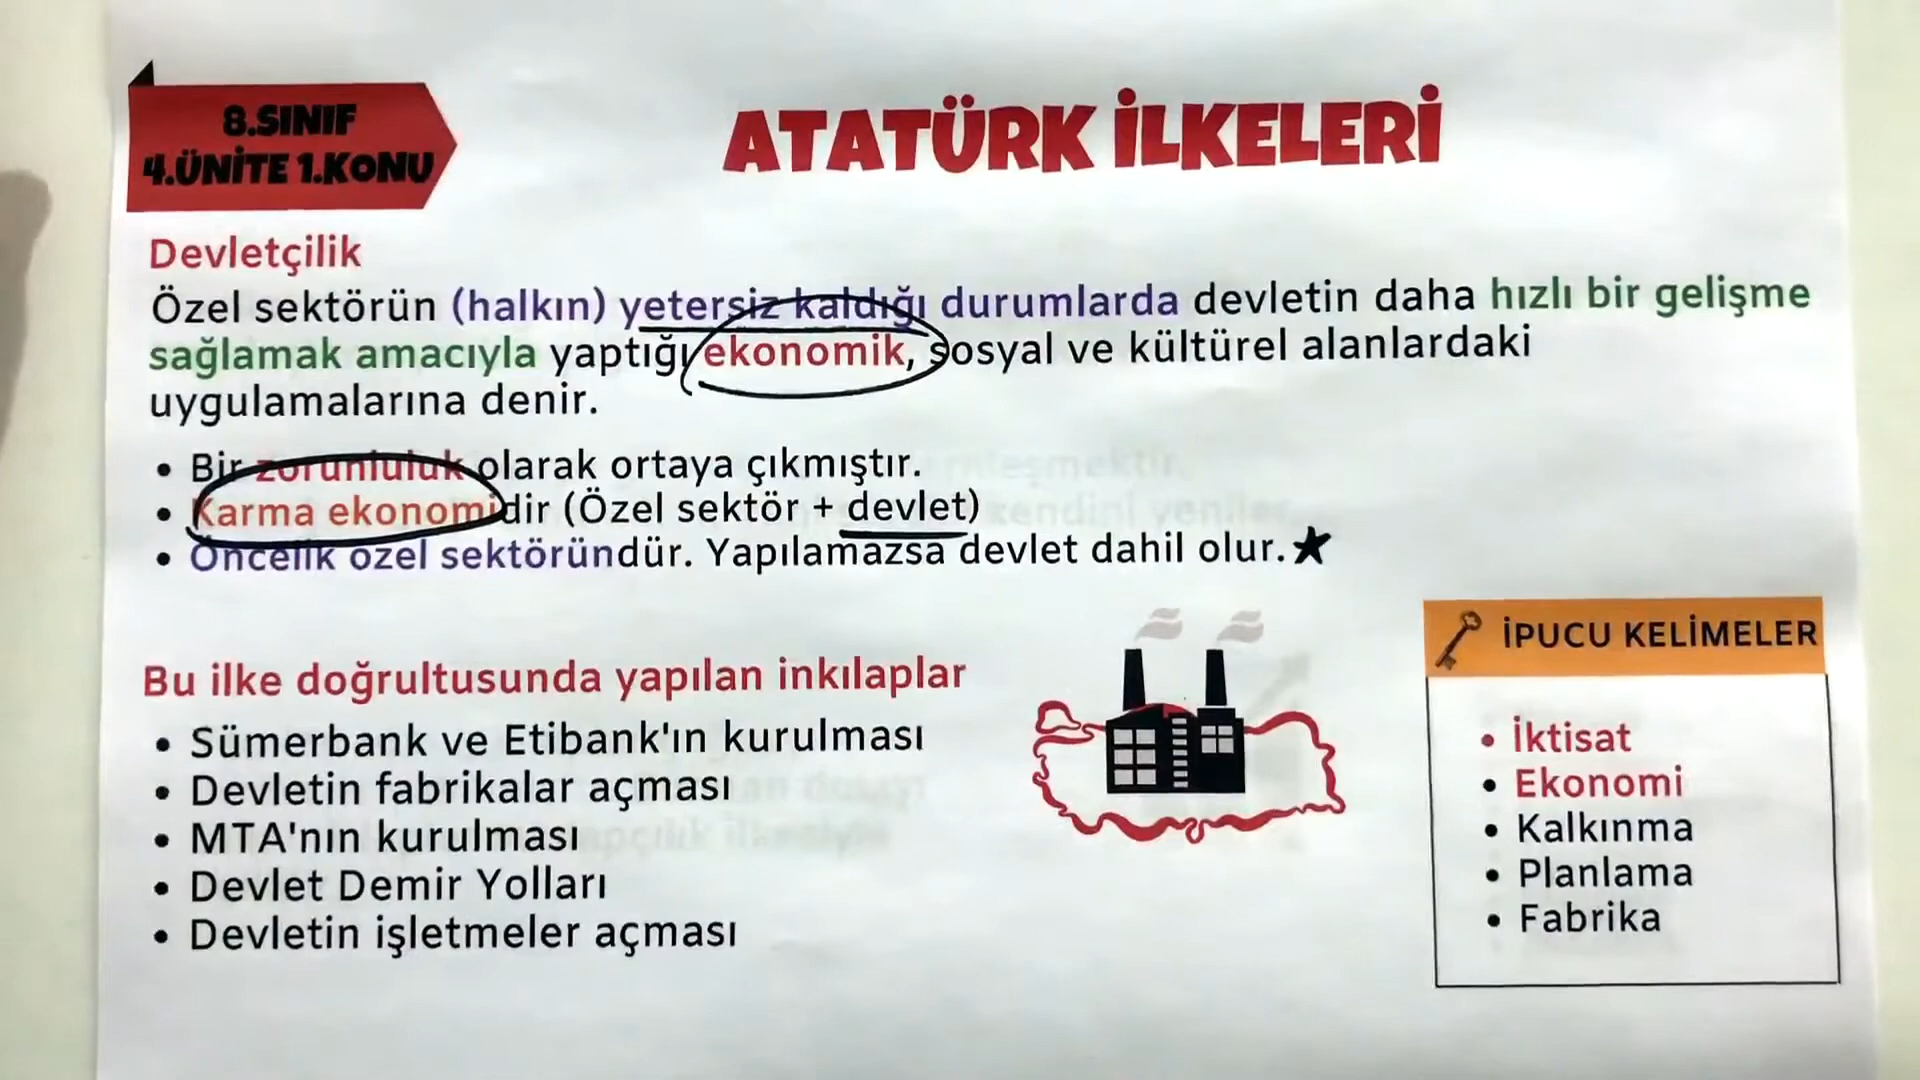 8.SINIF
4.ÜNİTE 1.KONU
ATATÜRK İLKELERİ
Devletçilik
Özel sektörün (halkın) yetersiz kaldığı durumlarda devletin daha hızlı bir gelişme
sağlamak amacıyla yaptığı ekonomik, sosyal ve kültürel alanlardaki
uygulamalarına denir.
• Bir zorunluluk olarak ortaya çıkmıştır.
• Karma ekonomidir (Özel sektör + devlet)
• Öncelik özel sektöründür. Yapılamazsa devlet dahil olur.★
Bu ilke doğrultusunda yapılan inkılaplar
• Sümerbank ve Etibank'ın kurulması
• Devletin fabrikalar açması
• MTA'nın kurulması
• Devlet Demir Yolları
• Devletin işletmeler açması
İPUCU KELİMELER
• İktisat
• Ekonomi
• Kalkınma
• Planlama
• Fabrika